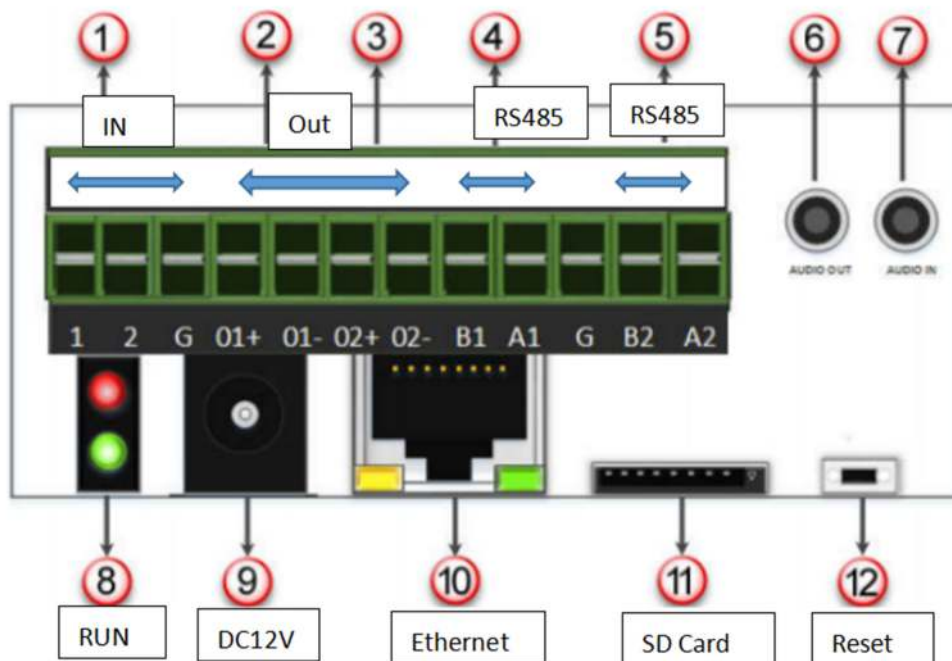 1 2 3 4 5 6 7
IN Out RS485 RS485
AUDIO OUT AUDIO IN
1 2 G 01+ 01- 02+ 02- B1 A1 G B2 A2
8 9 10 11 12
RUN DC12V Ethernet SD Card Reset